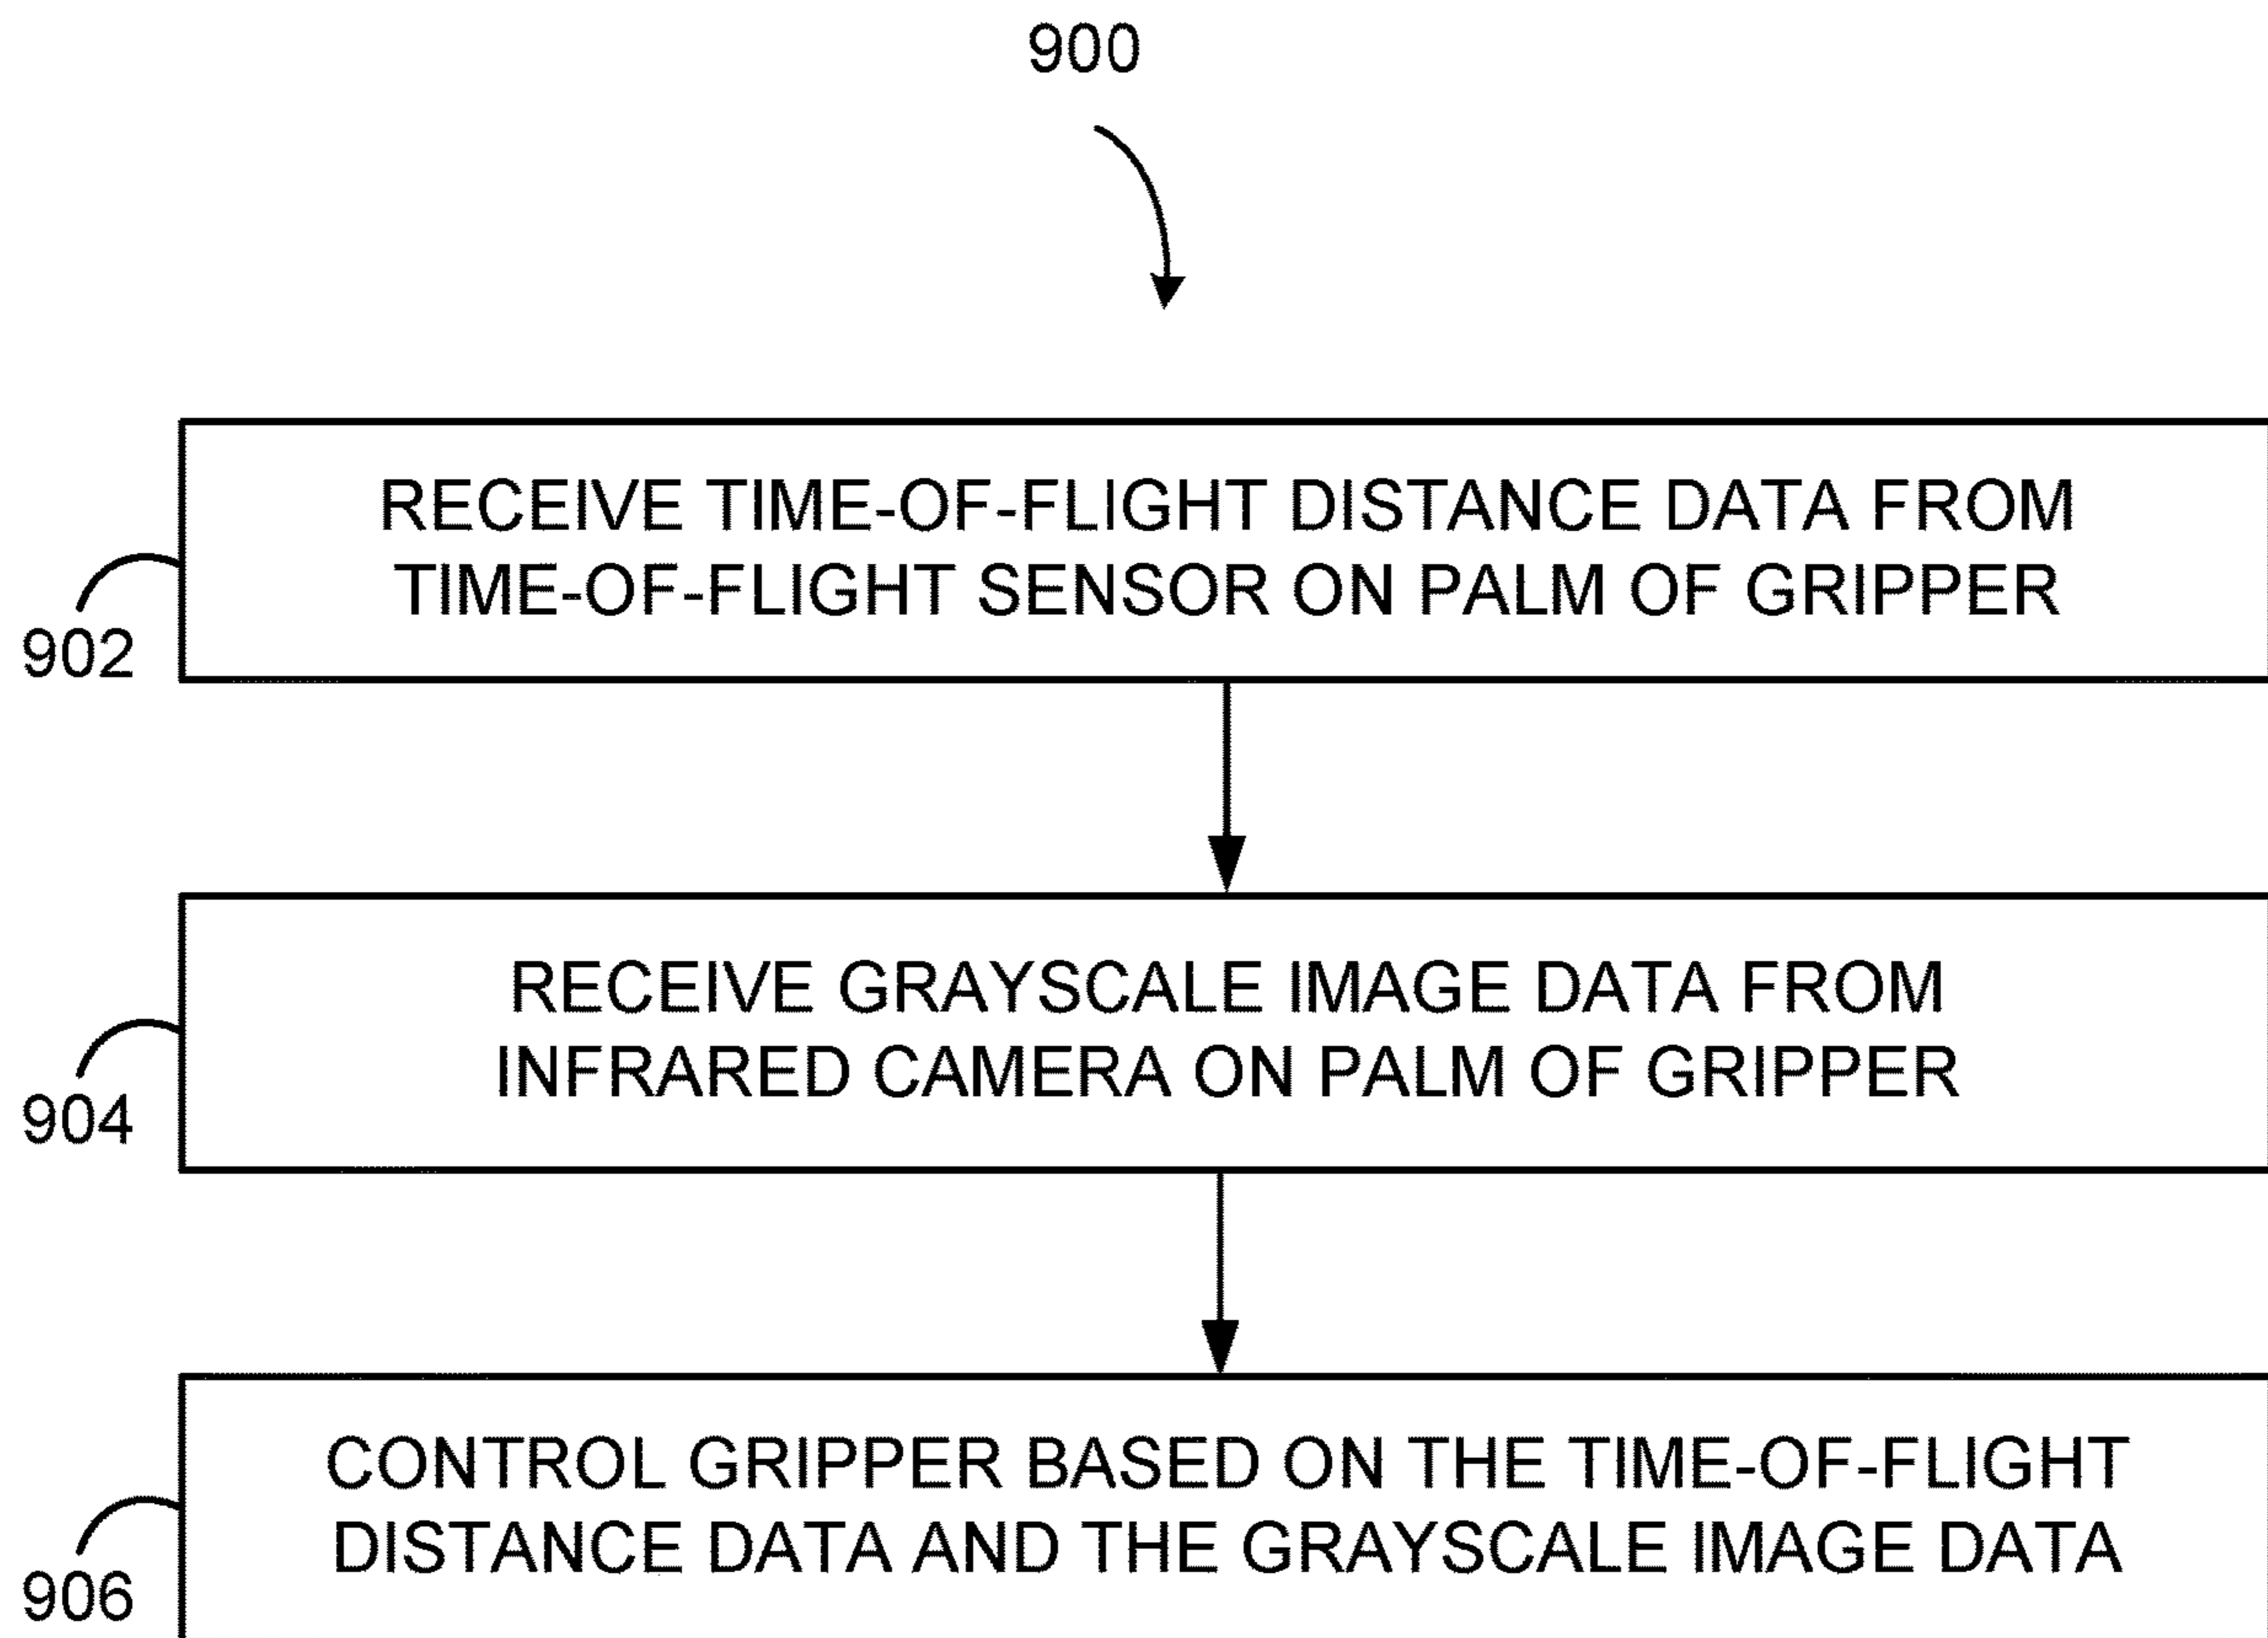 900
RECEIVE TIME-OF-FLIGHT DISTANCE DATA FROM
TIME-OF-FLIGHT SENSOR ON PALM OF GRIPPER
902
RECEIVE GRAYSCALE IMAGE DATA FROM
INFRARED CAMERA ON PALM OF GRIPPER
904
CONTROL GRIPPER BASED ON THE TIME-OF-FLIGHT
DISTANCE DATA AND THE GRAYSCALE IMAGE DATA
906